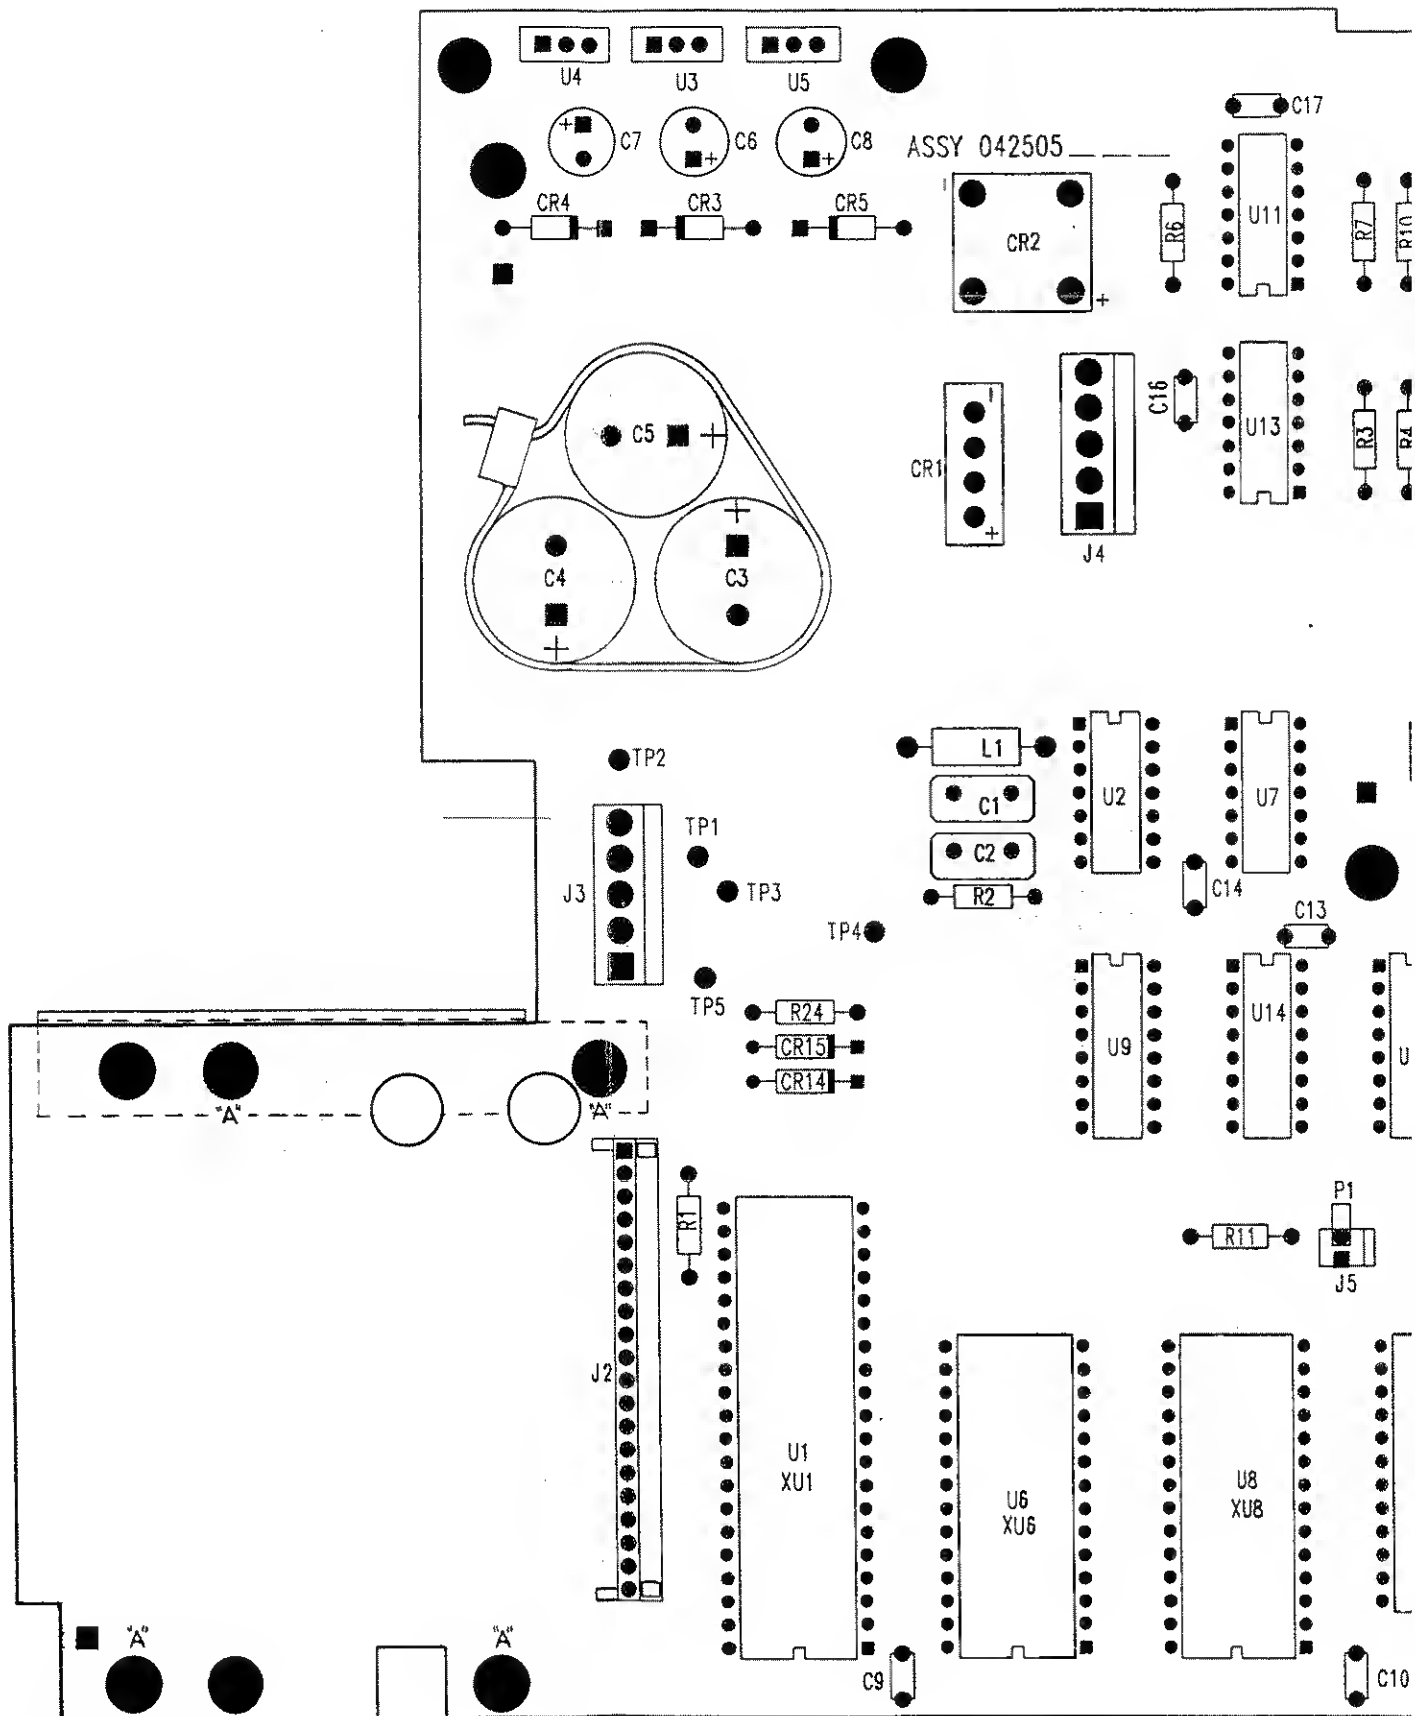 U4
U3
U5
+
C7
+
C6
+
C8
C17
ASSY 042505
CR4
CR3
CR5
CR2
+
R6
U11
R7
R10
C5
+
CR1
+
J4
C16
U13
R3
R4
C4
+
+
C3
TP2
L1
C1
C2
R2
U2
U7
TP1
J3
TP3
TP4
C14
C13
TP5
R24
CR15
CR14
U9
U14
U
"A"
"A"
R1
P1
R11
J5
J2
U1
XU1
U6
XU6
U8
XU8
"A"
"A"
C9
C10